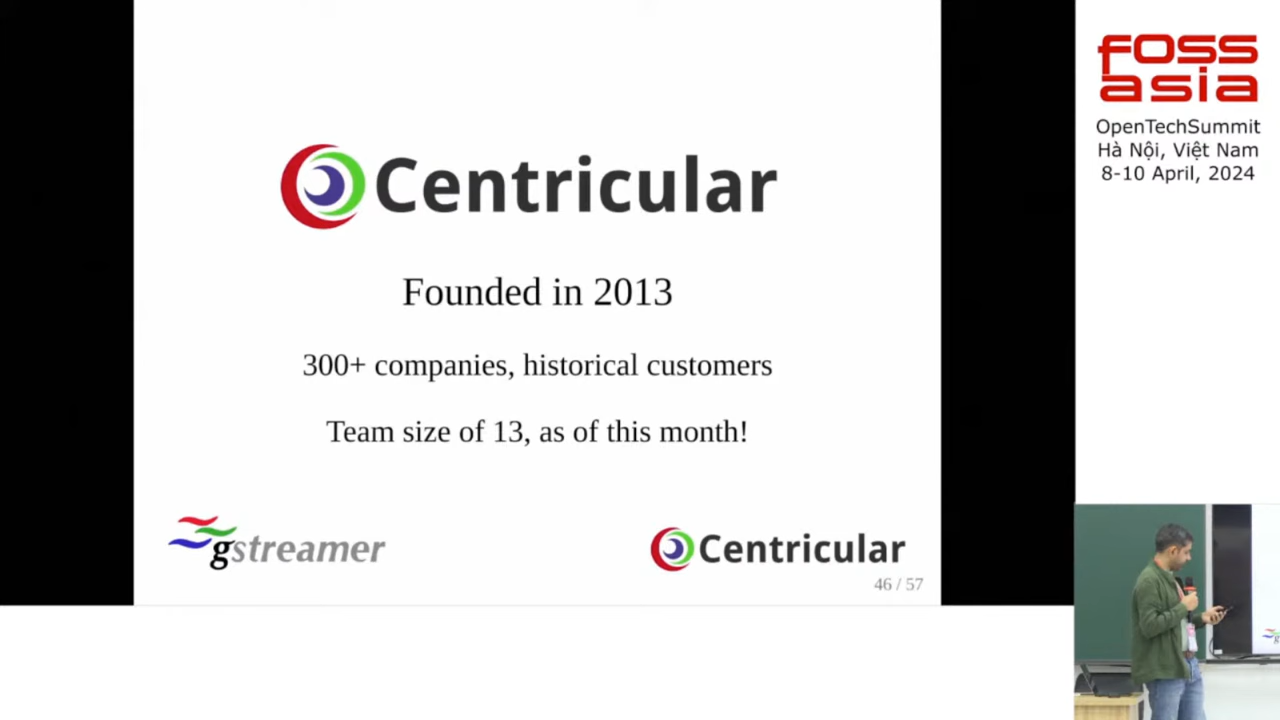 Centricular
Founded in 2013
300+ companies, historical customers
Team size of 13, as of this month!
gstreamer
Centricular
46 / 57
FOSS
asia
OpenTechSummit
Hà Nội, Việt Nam
8-10 April, 2024